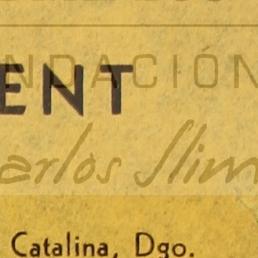 NDACIÓN
ENT
arlos Slim
Catalina, Dgo.